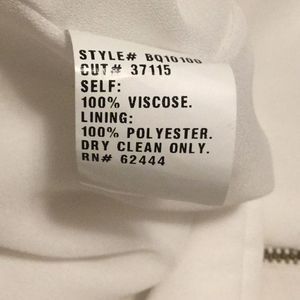 STYLE# BQ10100
CUT# 37115
SELF:
100% VISCOSE.
LINING:
100% POLYESTER.
DRY CLEAN ONLY.
RN# 62444